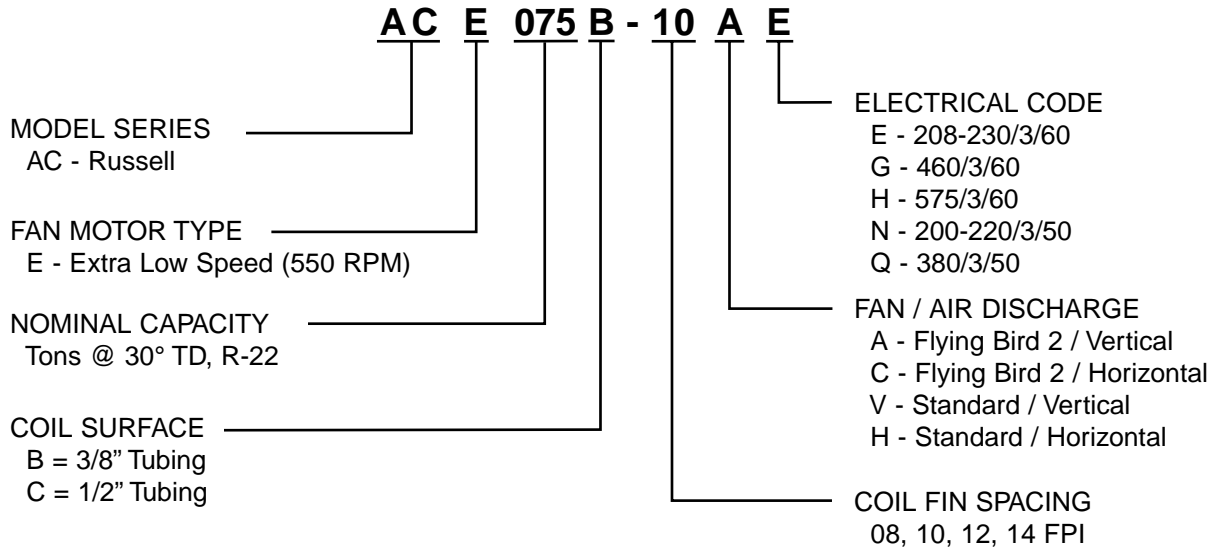 AC E 075 B - 10 A E
MODEL SERIES
AC - Russell
FAN MOTOR TYPE
E - Extra Low Speed (550 RPM)
NOMINAL CAPACITY
Tons @ 30° TD, R-22
COIL SURFACE
B = 3/8” Tubing
C = 1/2” Tubing
ELECTRICAL CODE
E - 208-230/3/60
G - 460/3/60
H - 575/3/60
N - 200-220/3/50
Q - 380/3/50
FAN / AIR DISCHARGE
A - Flying Bird 2 / Vertical
C - Flying Bird 2 / Horizontal
V - Standard / Vertical
H - Standard / Horizontal
COIL FIN SPACING
08, 10, 12, 14 FPI